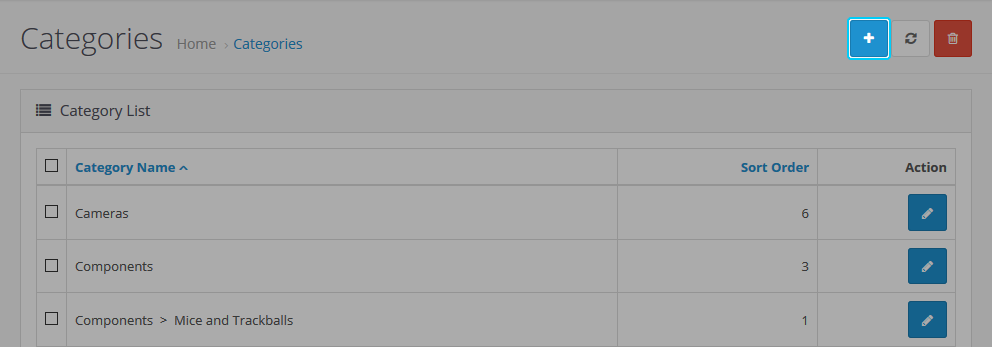 Categories Home › Categories
Category List
Category Name Sort Order Action
Cameras 6
Components 3
Components > Mice and Trackballs 1